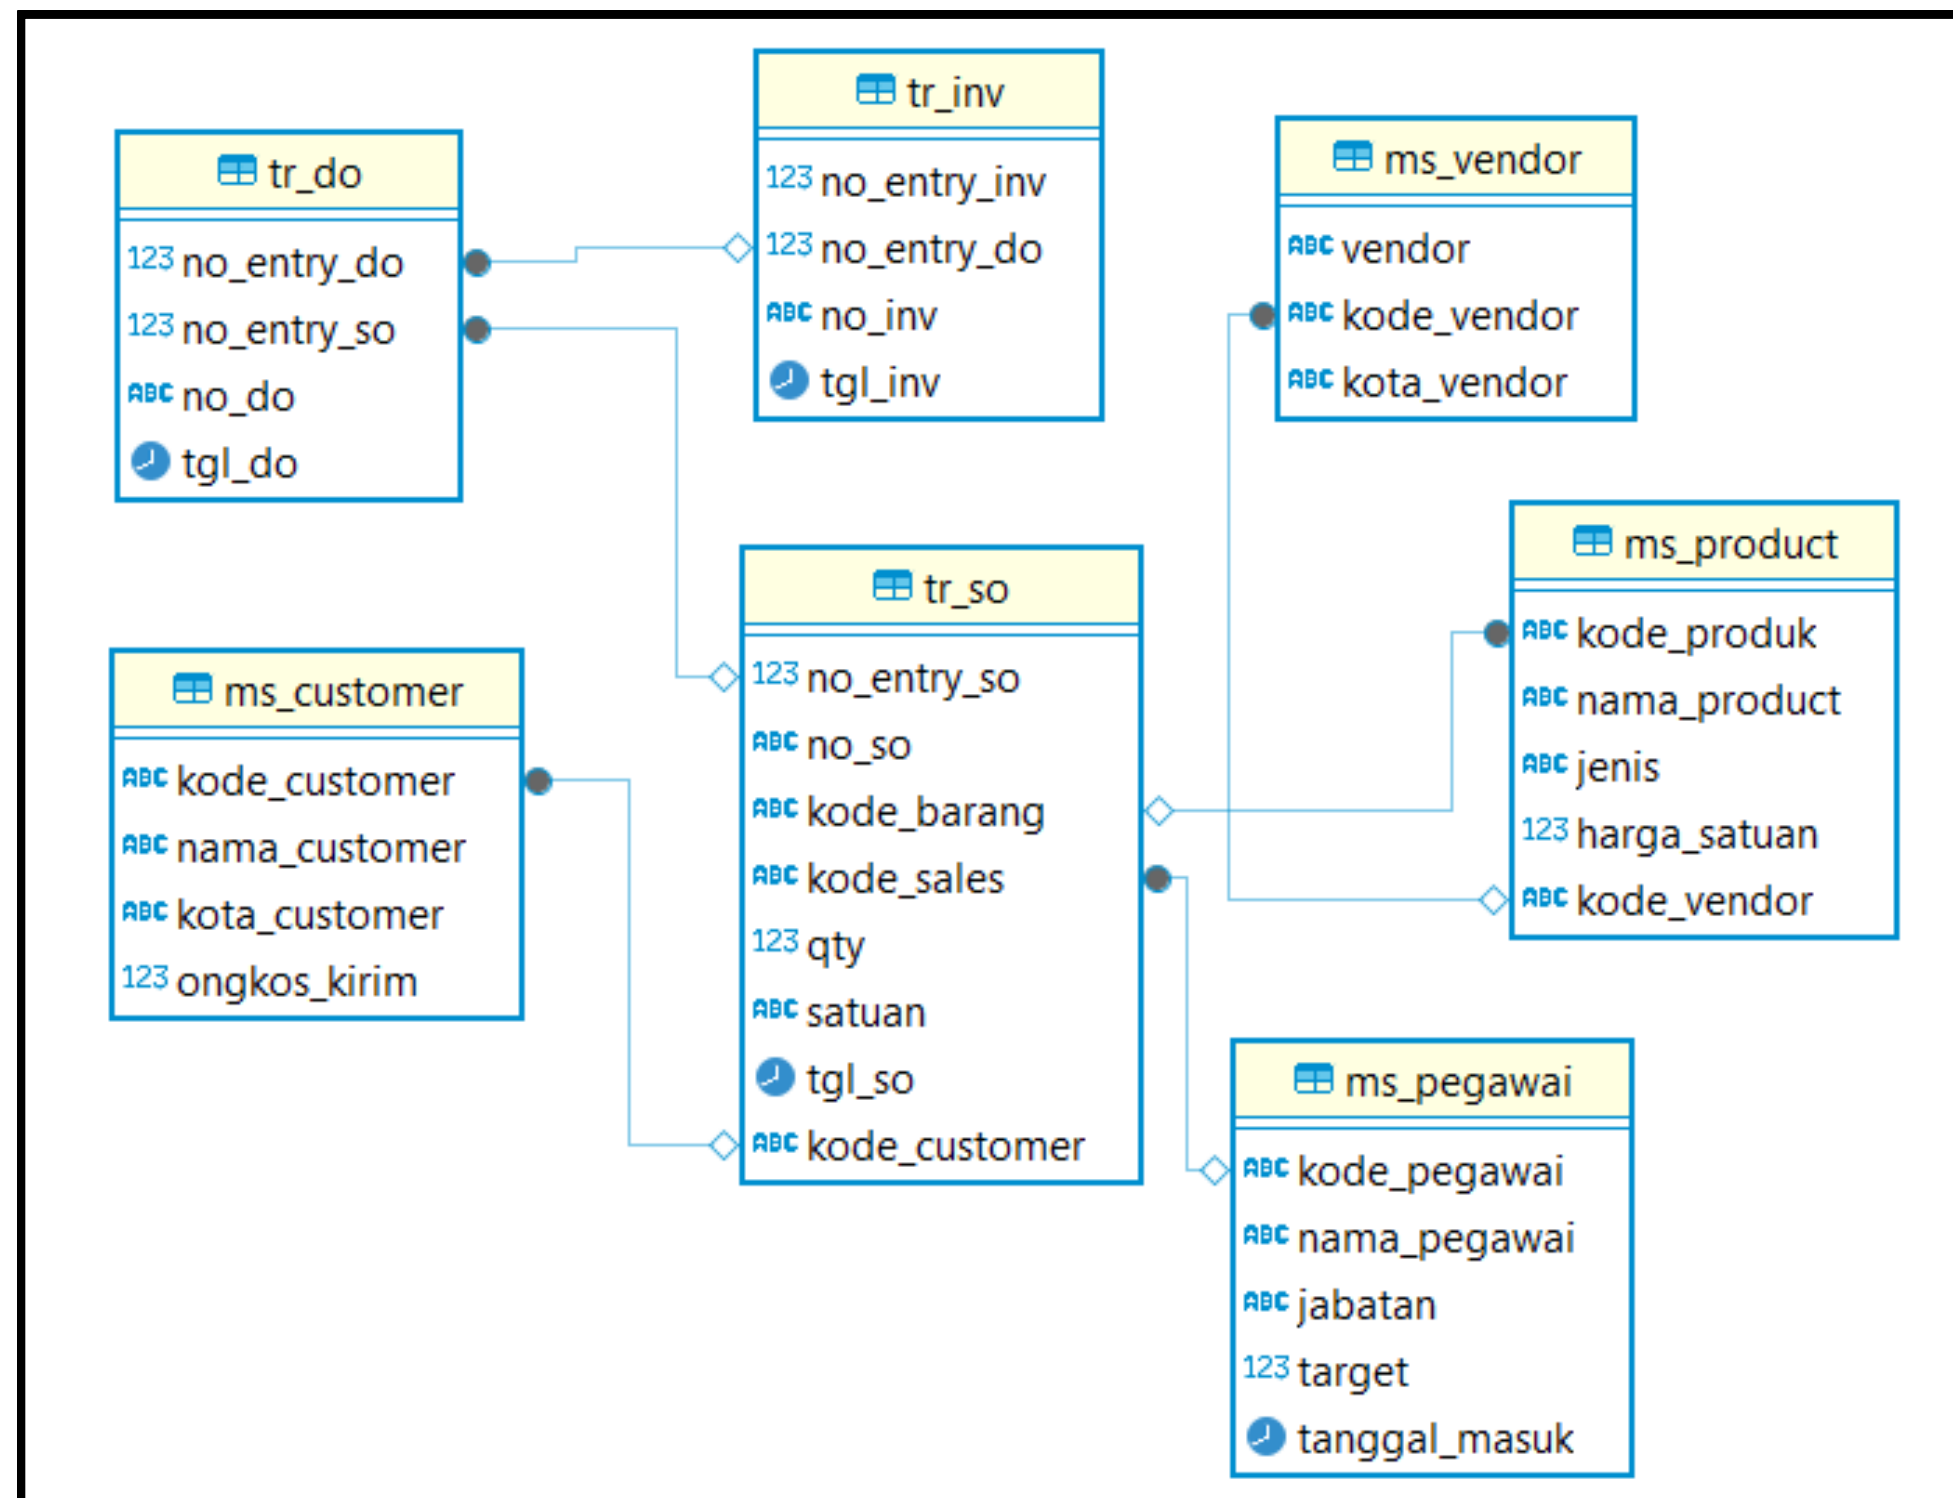 tr_do
123 no_entry_do
123 no_entry_so
ABC no_do
tgl_do
tr_inv
123 no_entry_inv
123 no_entry_do
ABC no_inv
tgl_inv
ms_vendor
ABC vendor
ABC kode_vendor
ABC kota_vendor
ms_customer
ABC kode_customer
ABC nama_customer
ABC kota_customer
123 ongkos_kirim
tr_so
123 no_entry_so
ABC no_so
ABC kode_barang
ABC kode_sales
123 qty
ABC satuan
tgl_so
ABC kode_customer
ms_product
ABC kode_produk
ABC nama_product
ABC jenis
123 harga_satuan
ABC kode_vendor
ms_pegawai
ABC kode_pegawai
ABC nama_pegawai
ABC jabatan
123 target
tanggal_masuk